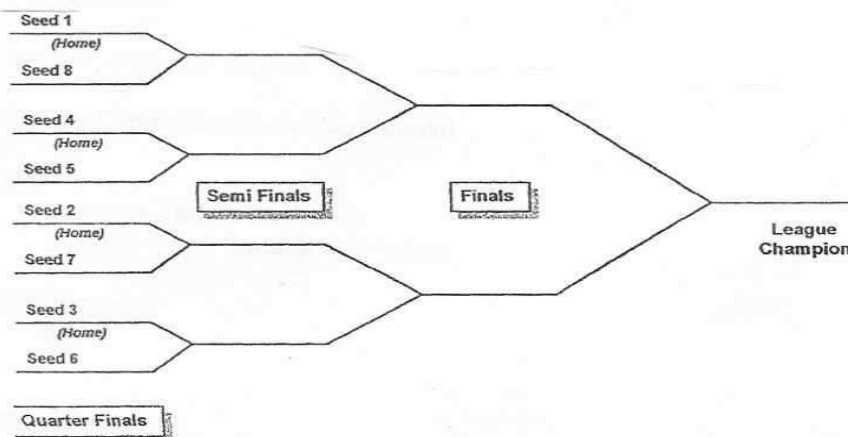 Seed 1
(Home)
Seed 8
Seed 4
(Home)
Seed 5
Semi Finals
Finals
Seed 2
(Home)
Seed 7
League
Champion
Seed 3
(Home)
Seed 6
Quarter Finals